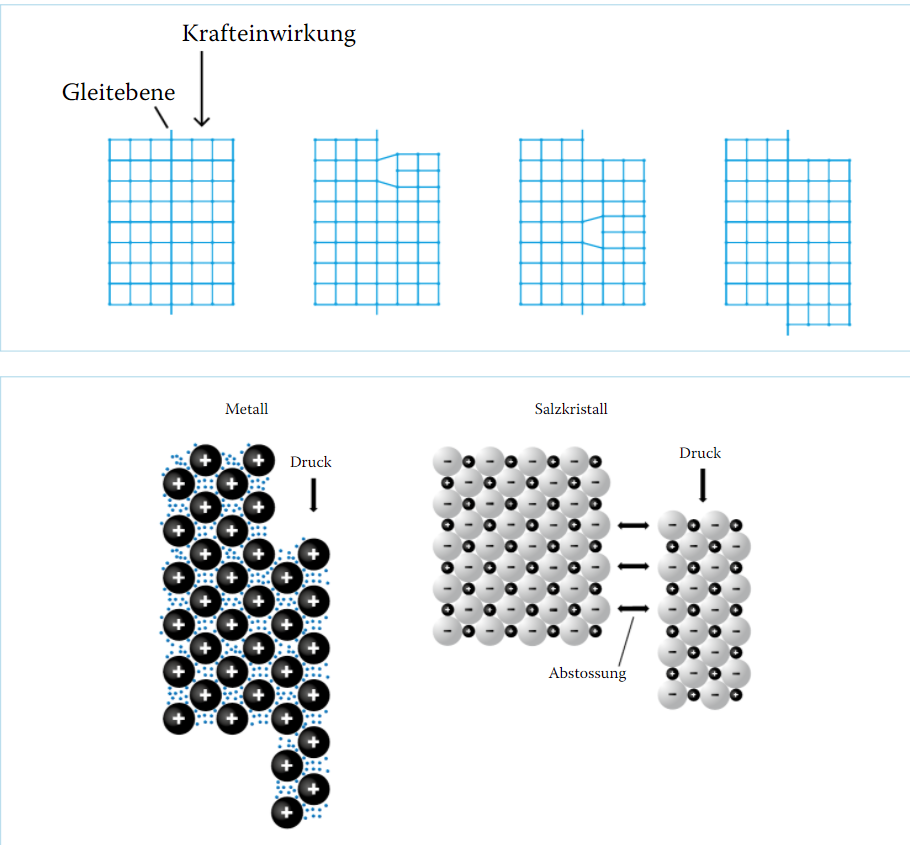 Krafteinwirkung
Gleitebene
Metall
Salzkristall
Druck
Druck
Abstossung